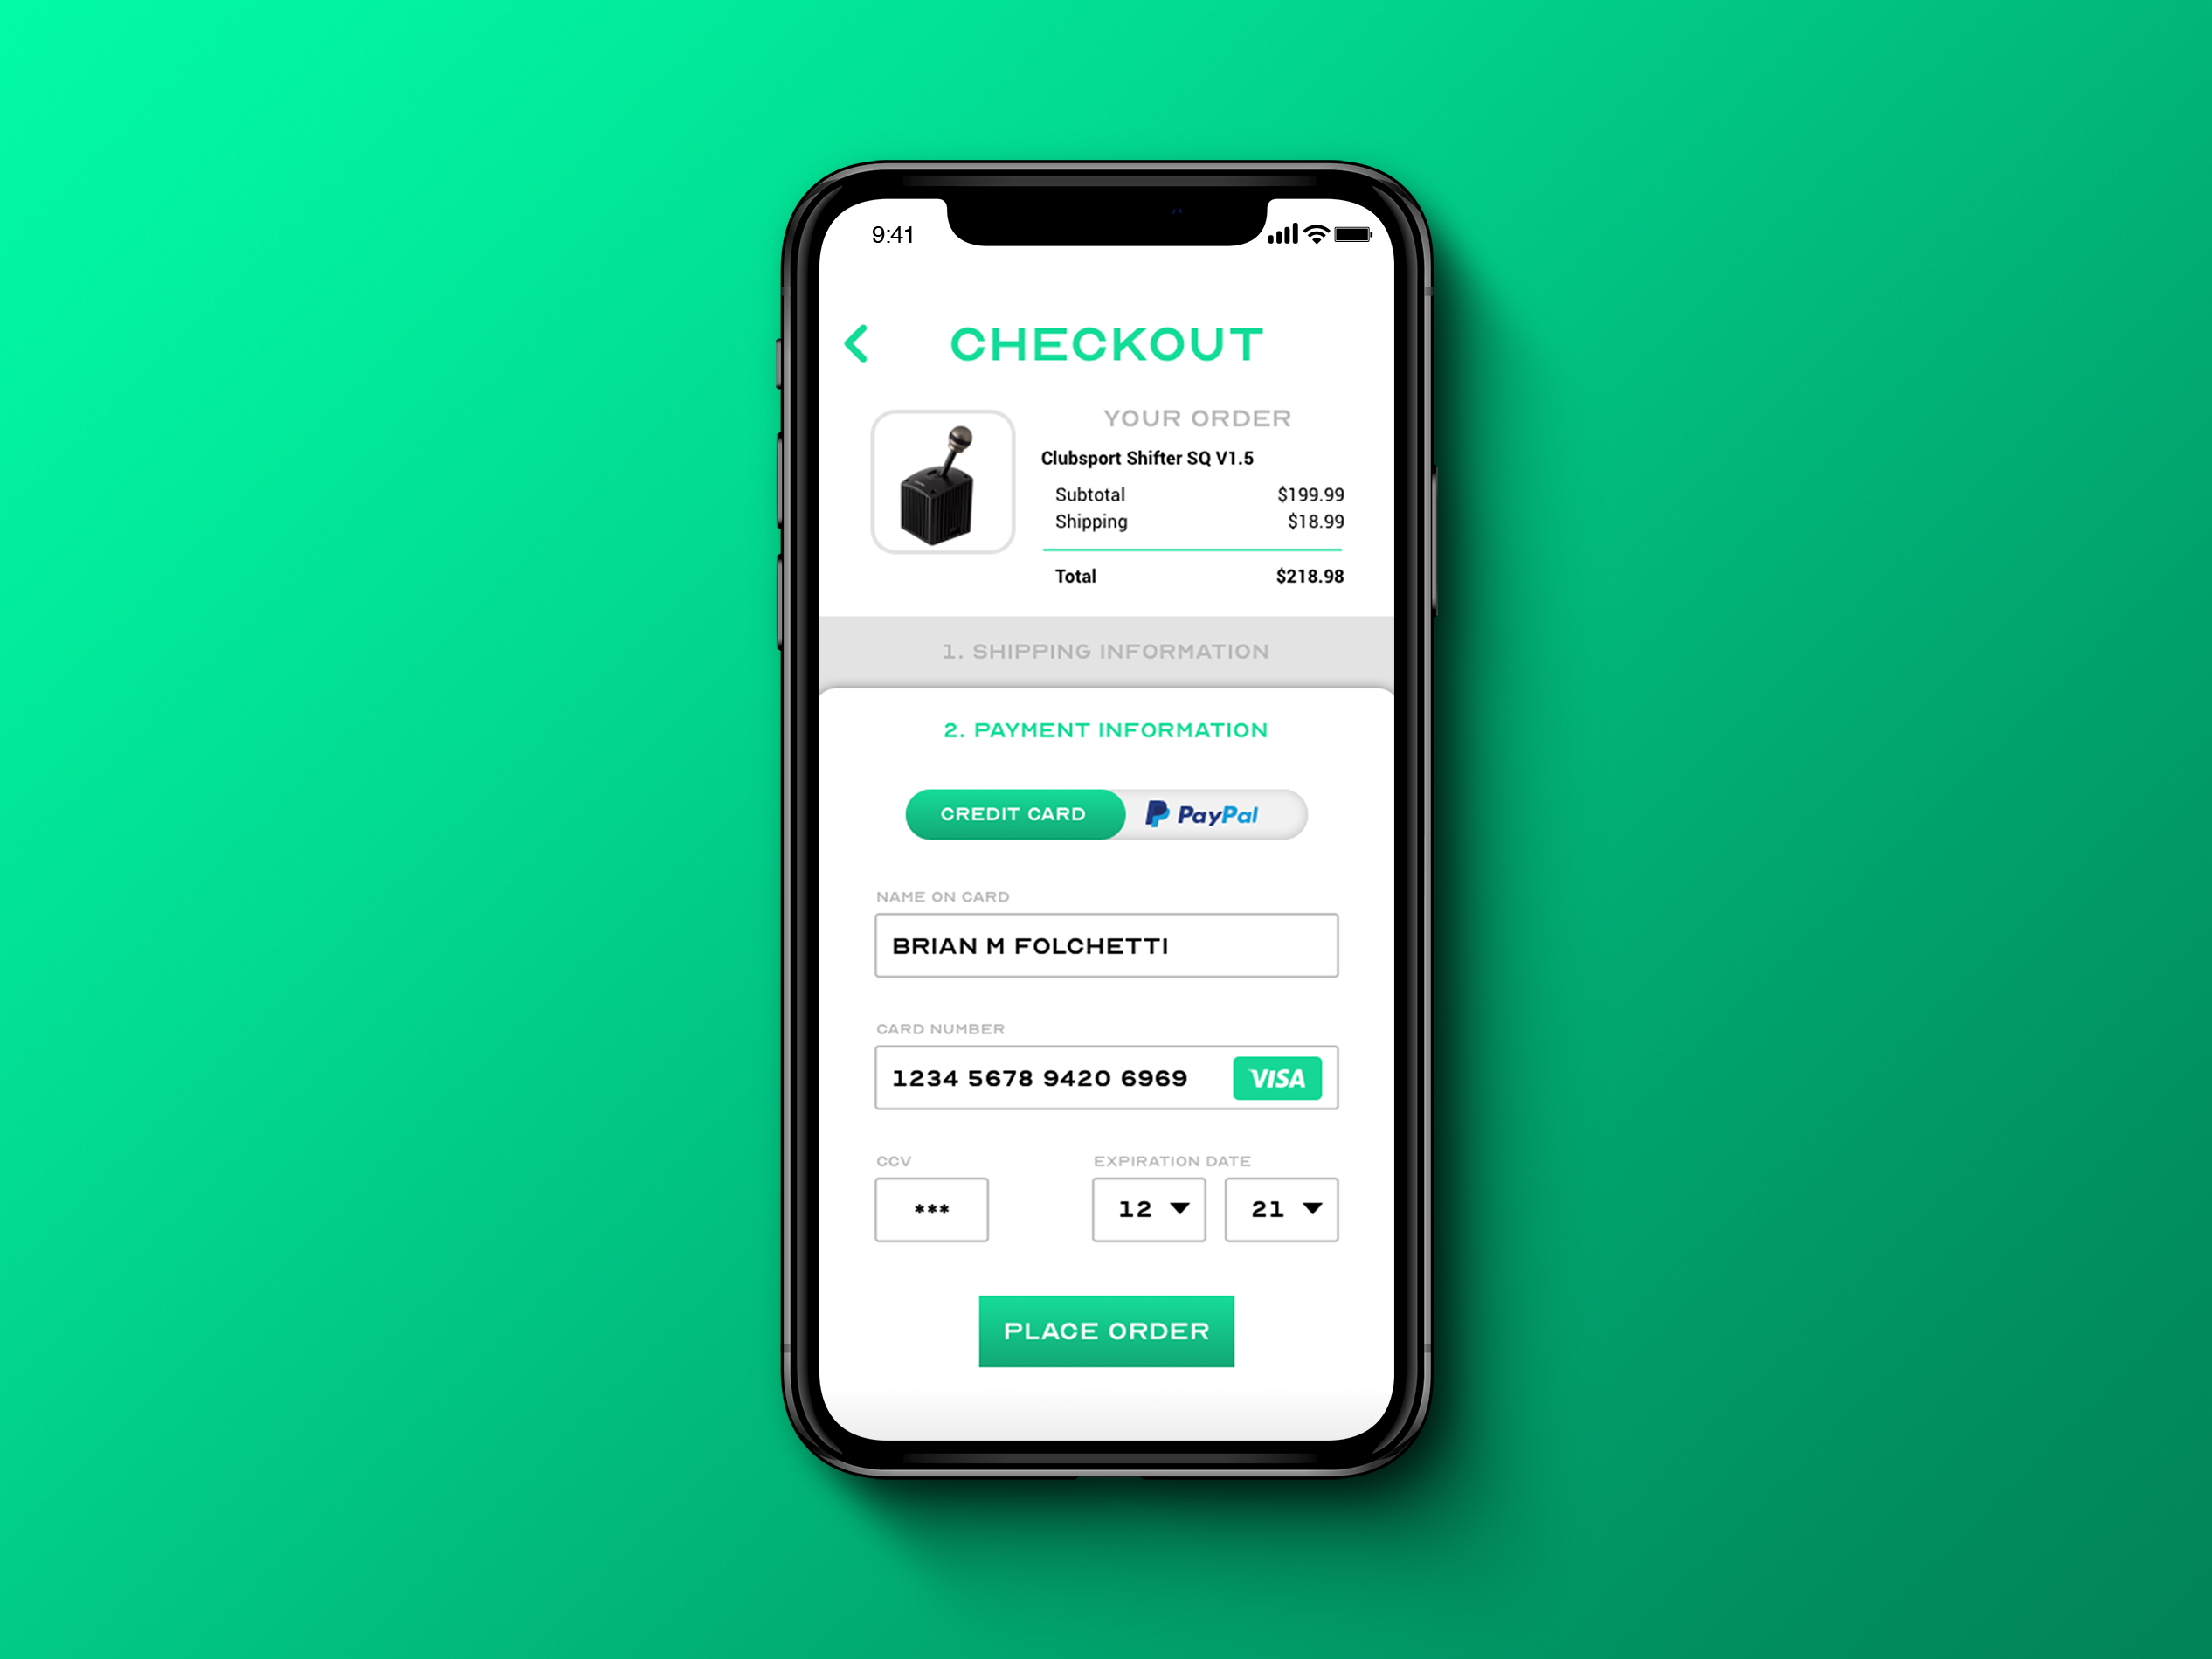 9:41
CHECKOUT
YOUR ORDER
Clubsport Shifter SQ V1.5
Subtotal $199.99
Shipping $18.99
Total $218.98
1. SHIPPING INFORMATION
2. PAYMENT INFORMATION
CREDIT CARD PayPal
NAME ON CARD
BRIAN M FOLCHETTI
CARD NUMBER
1234 5678 9420 6969 VISA
CCV EXPIRATION DATE
*** 12 21
PLACE ORDER